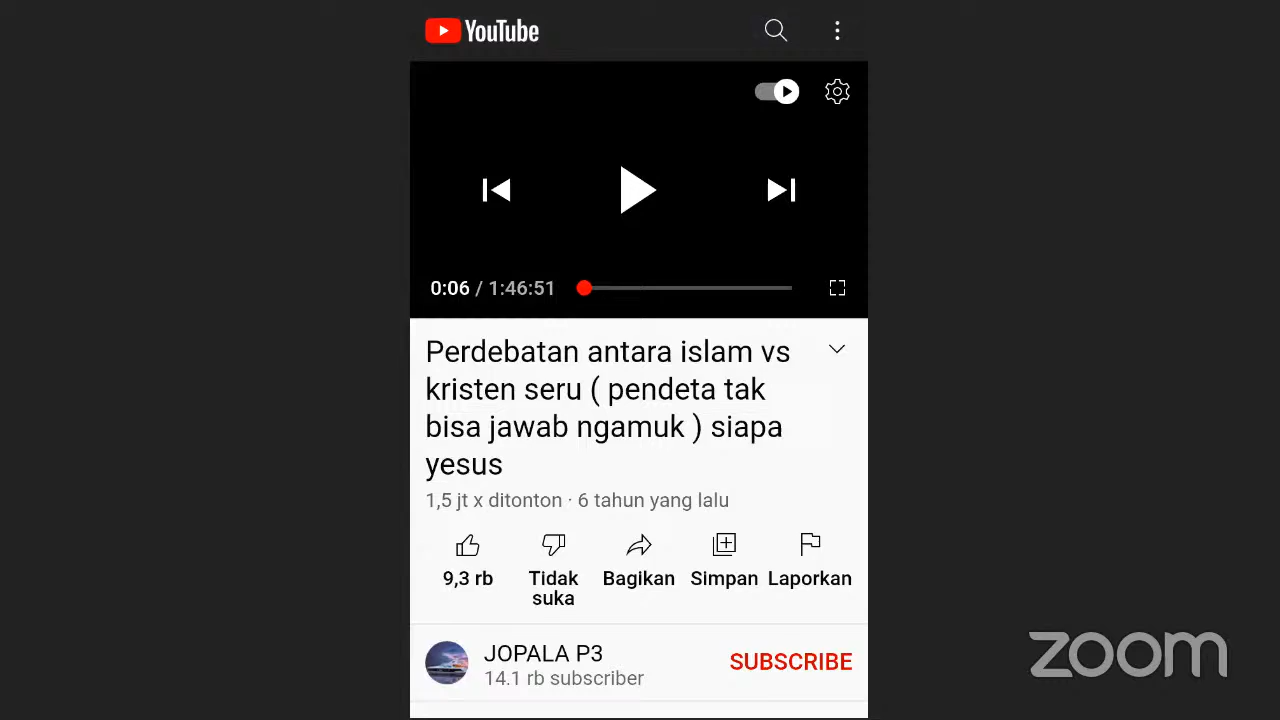 YouTube
0:06 / 1:46:51
Perdebatan antara islam vs
kristen seru ( pendeta tak
bisa jawab ngamuk ) siapa
yesus
1,5 jt x ditonton · 6 tahun yang lalu
9,3 rb
Tidak suka
Bagikan
Simpan
Laporkan
JOPALA P3
14.1 rb subscriber
SUBSCRIBE
zoom